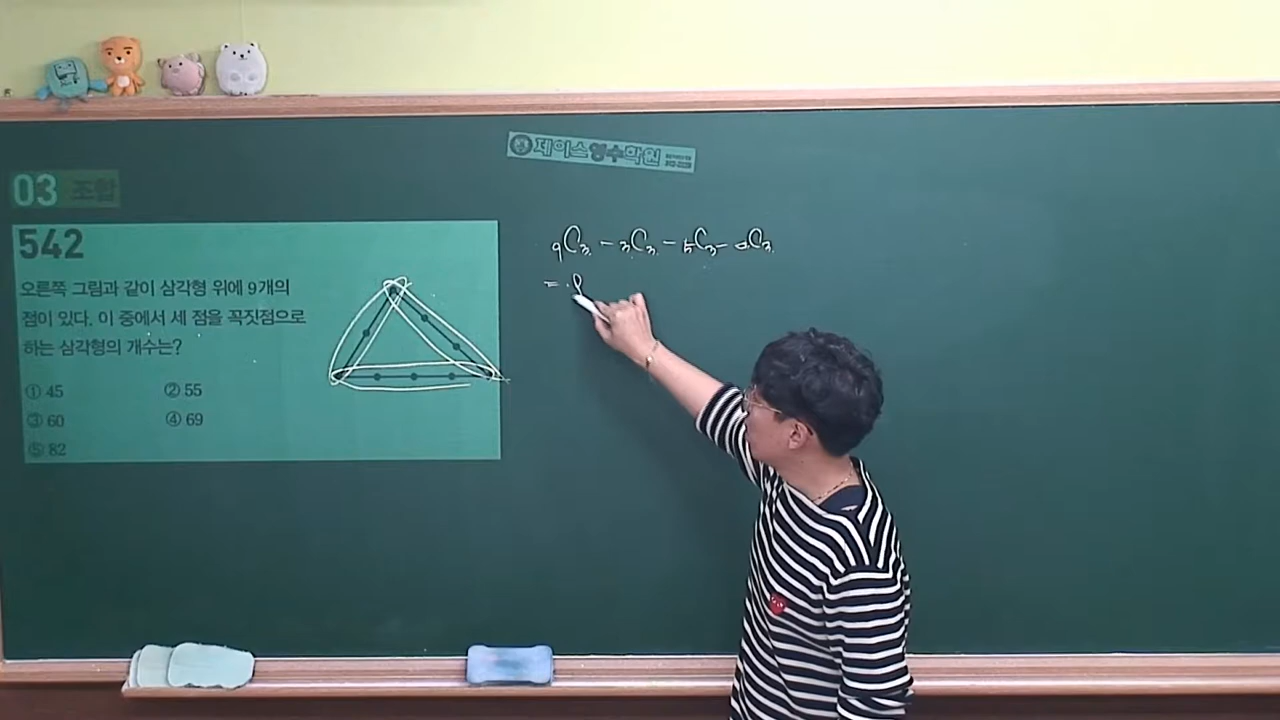 제이스영수학원
03 조합
542
오른쪽 그림과 같이 삼각형 위에 9개의
점이 있다. 이 중에서 세 점을 꼭짓점으로
하는 삼각형의 개수는?
① 45 ② 55
③ 60 ④ 69
⑤ 82
₉C₃ - ₃C₃ - ₅C₃ - ₄C₃
=